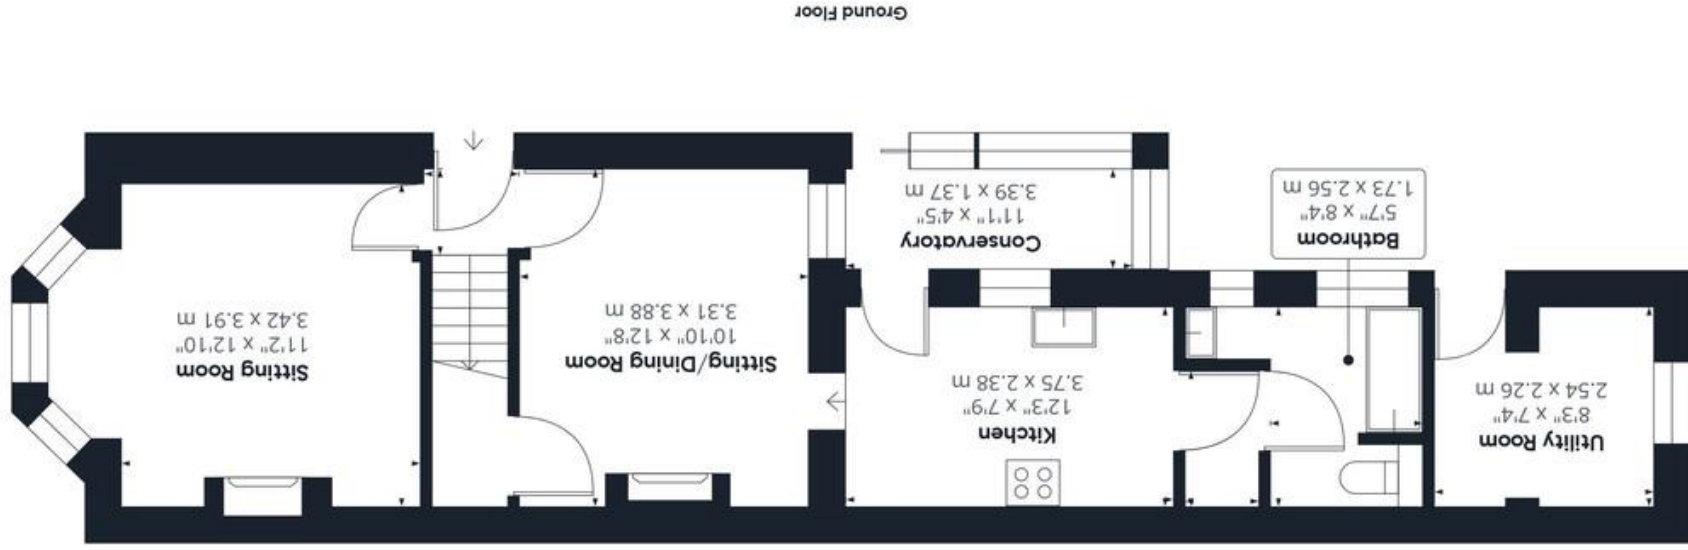 Utility Room
8'3" x 7'4"
2.54 x 2.26 m
Kitchen
12'3" x 7'9"
3.75 x 2.38 m
Sitting/Dining Room
10'10" x 12'8"
3.31 x 3.88 m
Sitting Room
11'2" x 12'10"
3.42 x 3.91 m
Bathroom
5'7" x 8'4"
1.73 x 2.56 m
Conservatory
11'1" x 4'5"
3.39 x 1.37 m
Ground Floor